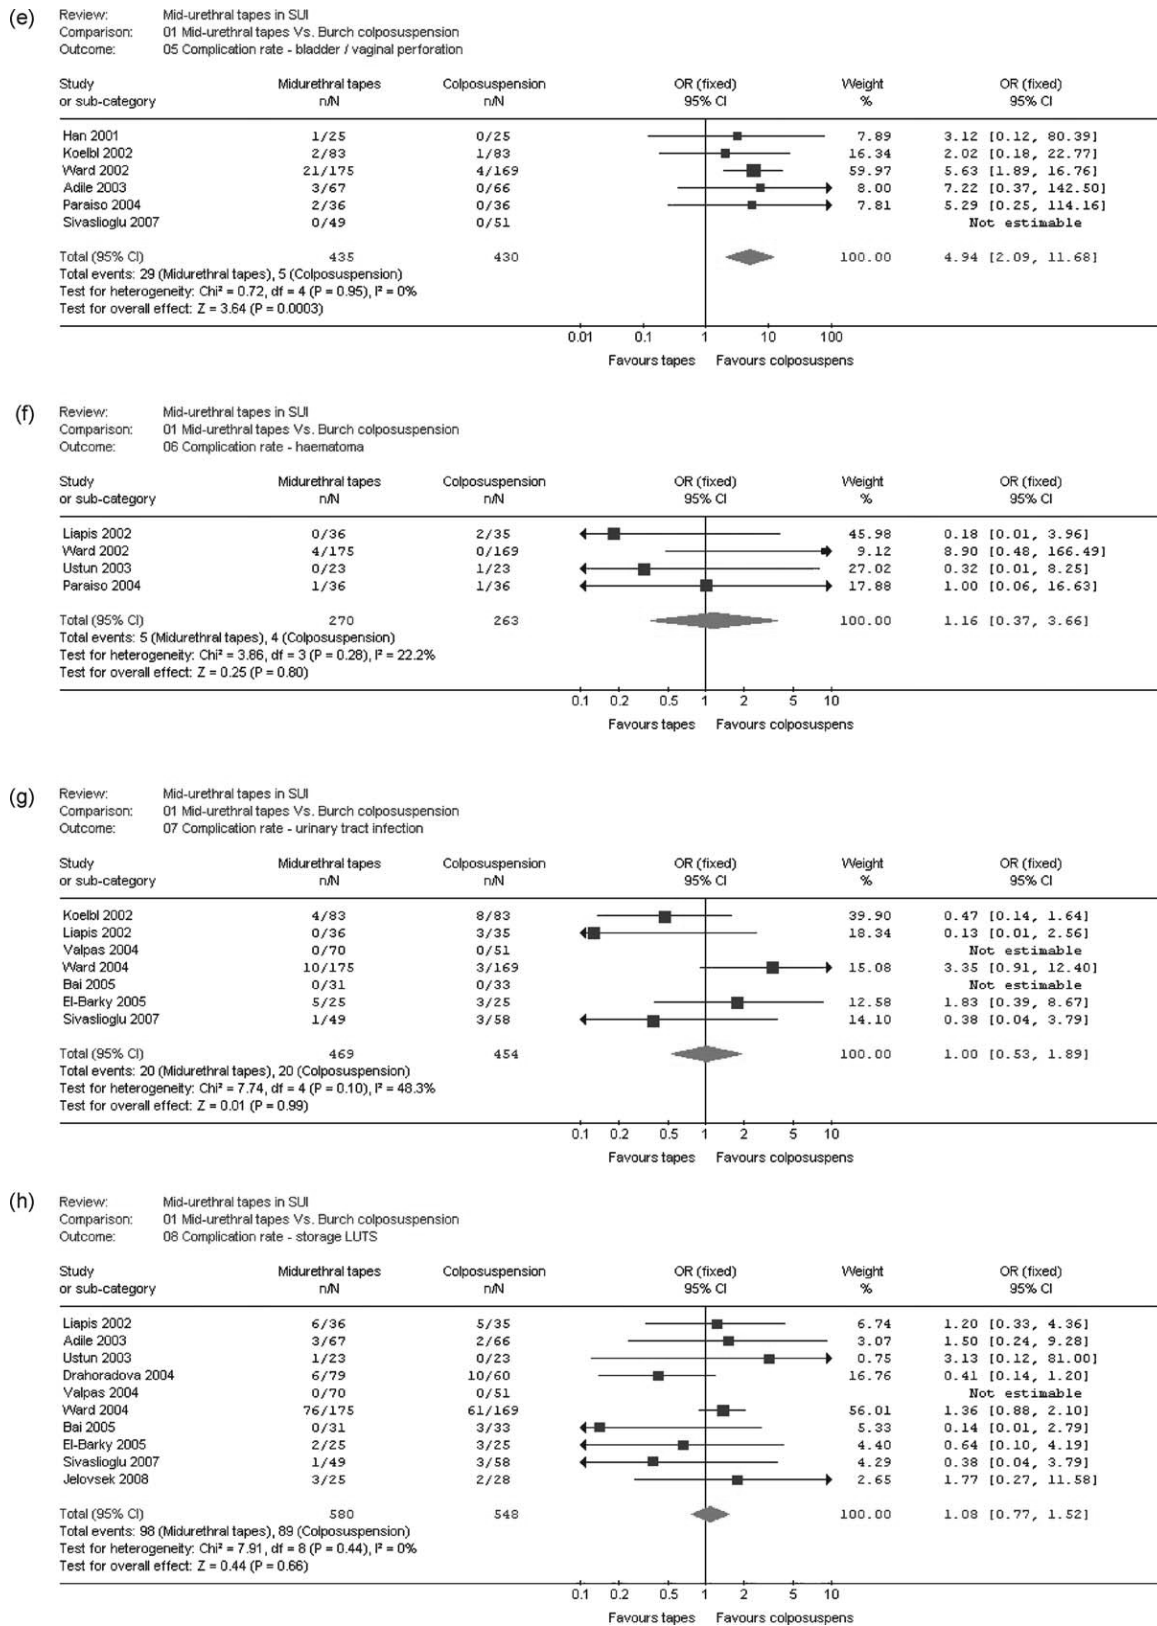 (e)
Review: Mid-urethral tapes in SUI
Comparison: 01 Mid-urethral tapes Vs. Burch colposuspension
Outcome: 05 Complication rate - bladder / vaginal perforation
Study Midurethral tapes Colposuspension OR (fixed) Weight OR (fixed)
or sub-category n/N n/N 95% CI % 95% CI
Han 2001 1/25 0/25 7.89 3.12 [0.12, 80.39]
Koelbl 2002 2/83 1/83 16.34 2.02 [0.18, 22.77]
Ward 2002 21/175 4/169 59.97 5.63 [1.89, 16.76]
Adile 2003 3/67 0/66 8.00 7.22 [0.37, 142.50]
Paraiso 2004 2/36 0/36 7.81 5.29 [0.25, 114.16]
Sivaslioglu 2007 0/49 0/51 Not estimable
Total (95% CI) 435 430 100.00 4.94 [2.09, 11.68]
Total events: 29 (Midurethral tapes), 5 (Colposuspension)
Test for heterogeneity: Chi² = 0.72, df = 4 (P = 0.95), I² = 0%
Test for overall effect: Z = 3.64 (P = 0.0003)
0.01 0.1 1 10 100
Favours tapes Favours colposuspens
(f)
Review: Mid-urethral tapes in SUI
Comparison: 01 Mid-urethral tapes Vs. Burch colposuspension
Outcome: 06 Complication rate - haematoma
Study Midurethral tapes Colposuspension OR (fixed) Weight OR (fixed)
or sub-category n/N n/N 95% CI % 95% CI
Liapis 2002 0/36 2/35 45.98 0.18 [0.01, 3.96]
Ward 2002 4/175 0/169 9.12 8.90 [0.48, 166.49]
Ustun 2003 0/23 1/23 27.02 0.32 [0.01, 8.25]
Paraiso 2004 1/36 1/36 17.88 1.00 [0.06, 16.63]
Total (95% CI) 270 263 100.00 1.16 [0.37, 3.66]
Total events: 5 (Midurethral tapes), 4 (Colposuspension)
Test for heterogeneity: Chi² = 3.86, df = 3 (P = 0.28), I² = 22.2%
Test for overall effect: Z = 0.25 (P = 0.80)
0.1 0.2 0.5 1 2 5 10
Favours tapes Favours colposuspens
(g)
Review: Mid-urethral tapes in SUI
Comparison: 01 Mid-urethral tapes Vs. Burch colposuspension
Outcome: 07 Complication rate - urinary tract infection
Study Midurethral tapes Colposuspension OR (fixed) Weight OR (fixed)
or sub-category n/N n/N 95% CI % 95% CI
Koelbl 2002 4/83 8/83 39.90 0.47 [0.14, 1.64]
Liapis 2002 0/36 3/35 18.34 0.13 [0.01, 2.56]
Valpas 2004 0/70 0/51 Not estimable
Ward 2004 10/175 3/169 15.08 3.35 [0.91, 12.40]
Bai 2005 0/31 0/33 Not estimable
El-Barky 2005 5/25 3/25 12.58 1.83 [0.39, 8.67]
Sivaslioglu 2007 1/49 3/58 14.10 0.38 [0.04, 3.79]
Total (95% CI) 469 454 100.00 1.00 [0.53, 1.89]
Total events: 20 (Midurethral tapes), 20 (Colposuspension)
Test for heterogeneity: Chi² = 7.74, df = 4 (P = 0.10), I² = 48.3%
Test for overall effect: Z = 0.01 (P = 0.99)
0.1 0.2 0.5 1 2 5 10
Favours tapes Favours colposuspens
(h)
Review: Mid-urethral tapes in SUI
Comparison: 01 Mid-urethral tapes Vs. Burch colposuspension
Outcome: 08 Complication rate - storage LUTS
Study Midurethral tapes Colposuspension OR (fixed) Weight OR (fixed)
or sub-category n/N n/N 95% CI % 95% CI
Liapis 2002 6/36 5/35 6.74 1.20 [0.33, 4.36]
Adile 2003 3/67 2/66 3.07 1.50 [0.24, 9.28]
Ustun 2003 1/23 0/23 0.75 3.13 [0.12, 81.00]
Drahoradova 2004 6/79 10/60 16.76 0.41 [0.14, 1.20]
Valpas 2004 0/70 0/51 Not estimable
Ward 2004 76/175 61/169 56.01 1.36 [0.88, 2.10]
Bai 2005 0/31 3/33 5.33 0.14 [0.01, 2.79]
El-Barky 2005 2/25 3/25 4.40 0.64 [0.10, 4.19]
Sivaslioglu 2007 1/49 3/58 4.29 0.38 [0.04, 3.79]
Jelovsek 2008 3/25 2/28 2.65 1.77 [0.27, 11.58]
Total (95% CI) 580 548 100.00 1.08 [0.77, 1.52]
Total events: 98 (Midurethral tapes), 89 (Colposuspension)
Test for heterogeneity: Chi² = 7.91, df = 8 (P = 0.44), I² = 0%
Test for overall effect: Z = 0.44 (P = 0.66)
0.1 0.2 0.5 1 2 5 10
Favours tapes Favours colposuspens